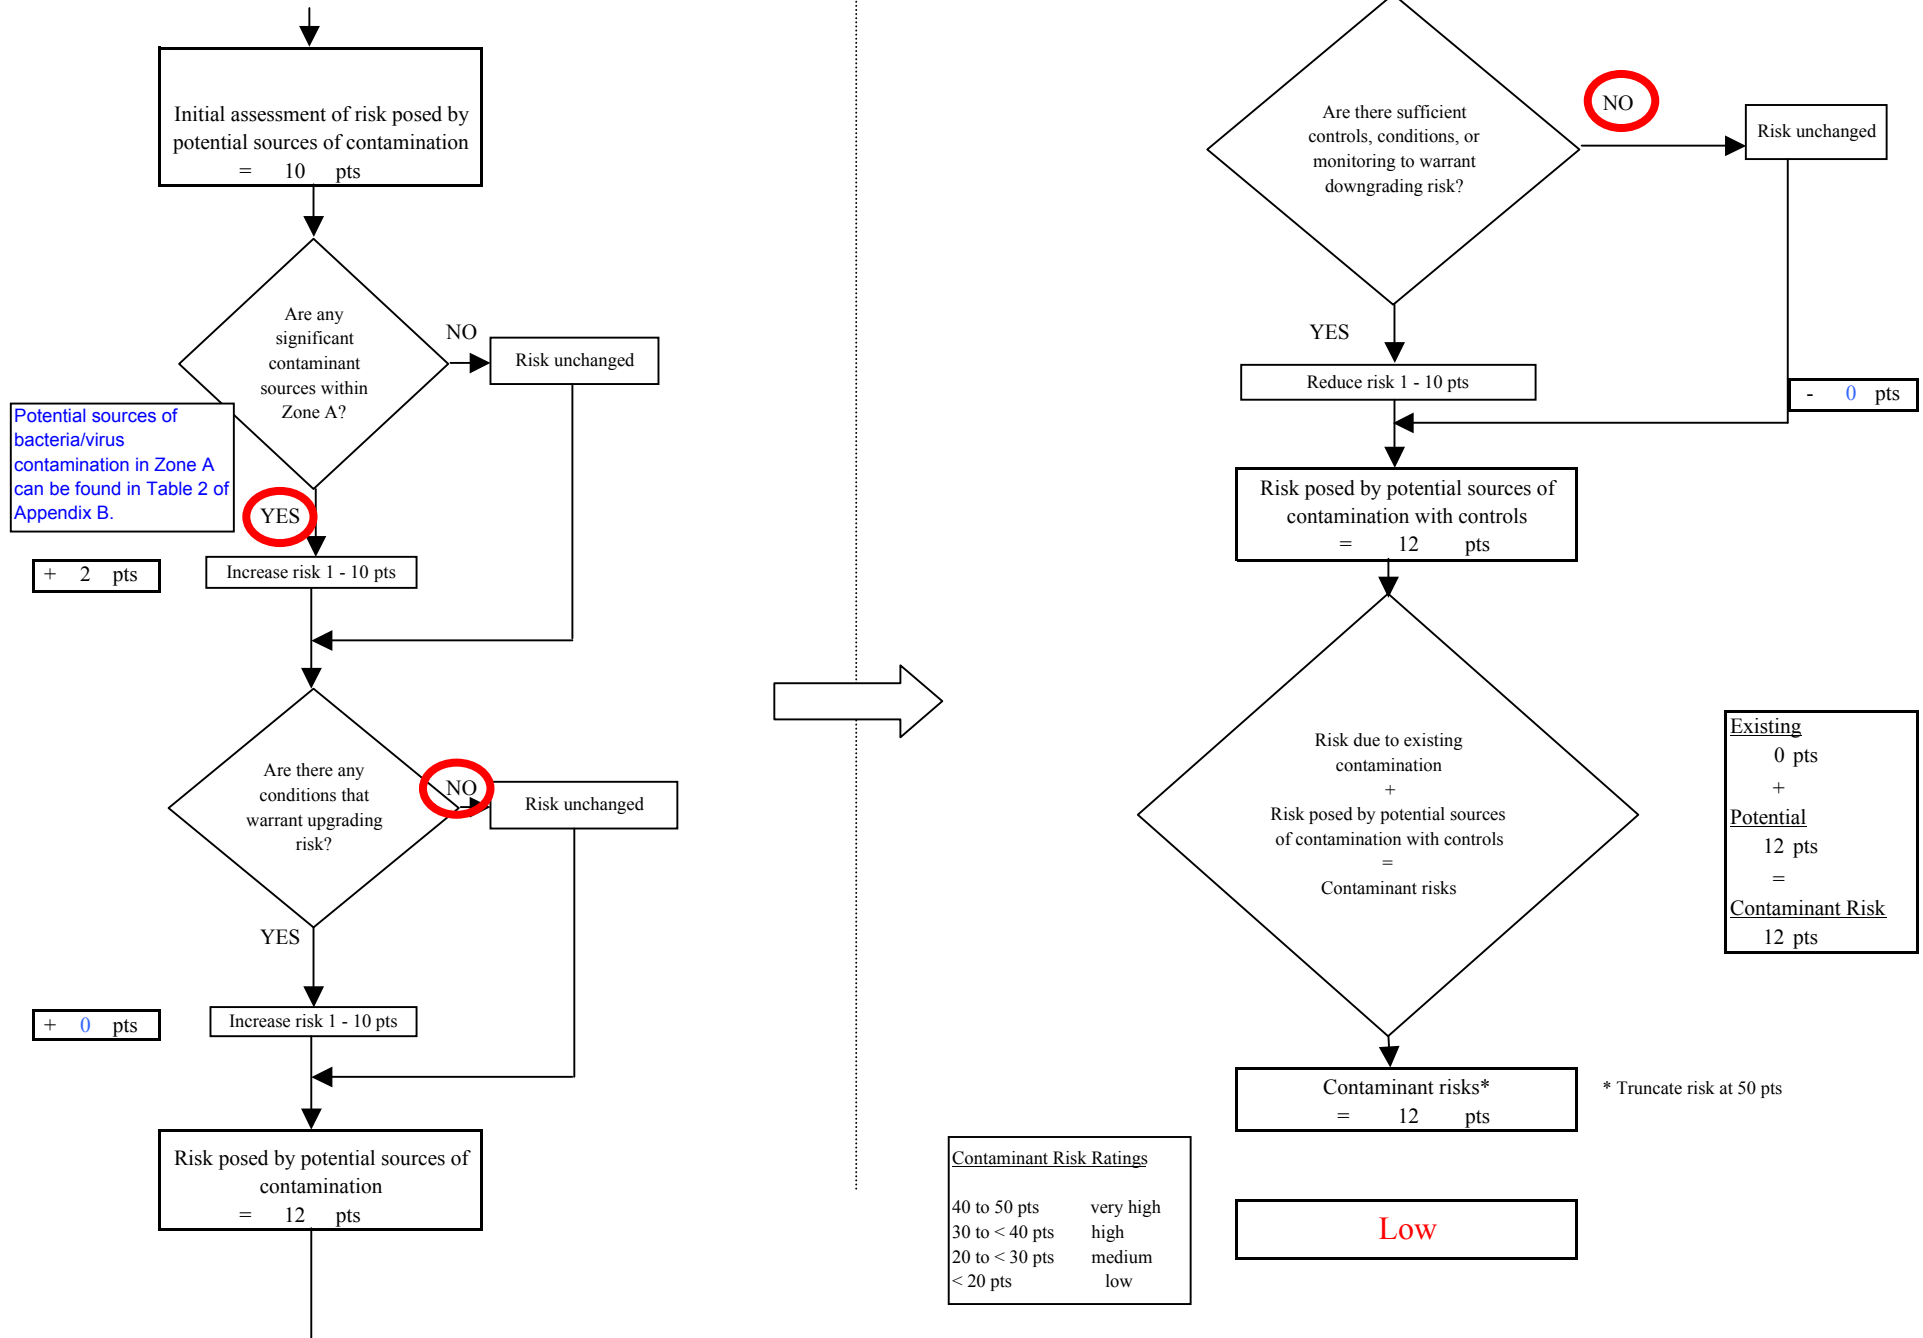 Initial assessment of risk posed by
potential sources of contamination
= 10 pts
Are any
significant
contaminant
sources within
Zone A?
NO
Risk unchanged
Potential sources of
bacteria/virus
contamination in Zone A
can be found in Table 2 of
Appendix B.
YES
+ 2 pts
Increase risk 1 - 10 pts
Are there any
conditions that
warrant upgrading
risk?
NO
Risk unchanged
YES
+ 0 pts
Increase risk 1 - 10 pts
Risk posed by potential sources of
contamination
= 12 pts
Are there sufficient
controls, conditions, or
monitoring to warrant
downgrading risk?
NO
Risk unchanged
YES
Reduce risk 1 - 10 pts
- 0 pts
Risk posed by potential sources of
contamination with controls
= 12 pts
Risk due to existing
contamination
+
Risk posed by potential sources
of contamination with controls
=
Contaminant risks
Existing
0 pts
+
Potential
12 pts
=
Contaminant Risk
12 pts
Contaminant risks*
= 12 pts
* Truncate risk at 50 pts
Contaminant Risk Ratings
40 to 50 pts very high
30 to < 40 pts high
20 to < 30 pts medium
< 20 pts low
Low